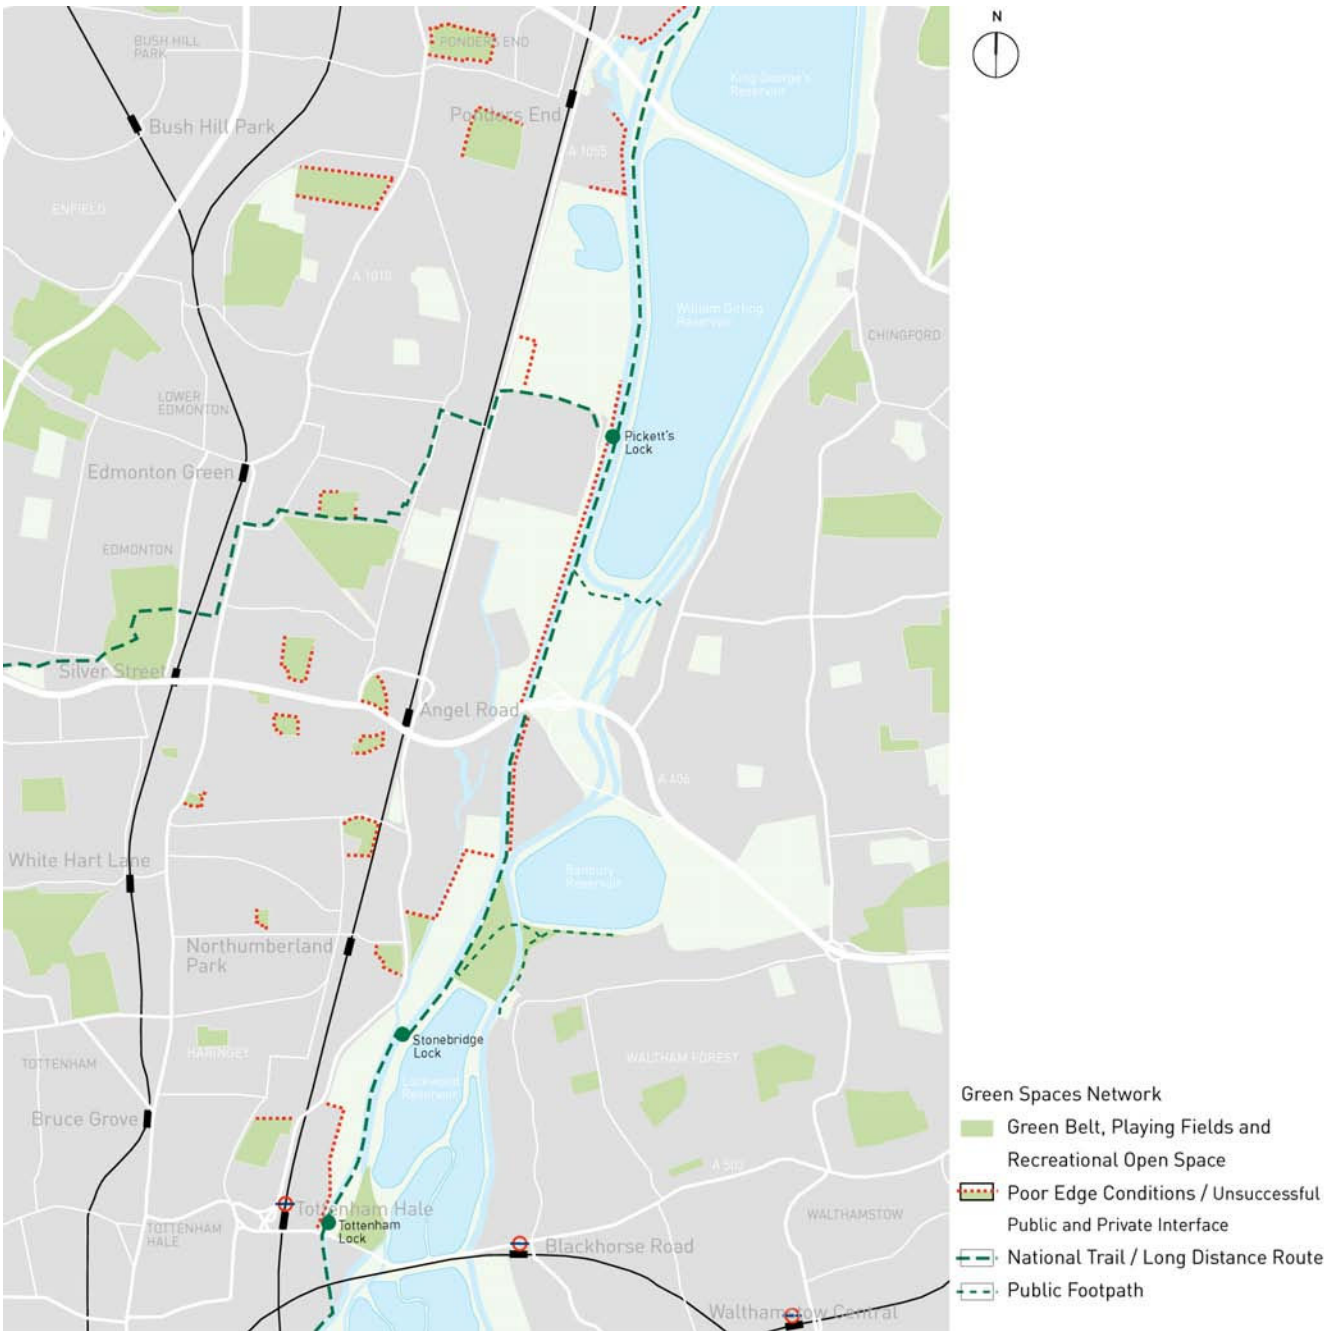 N
BUSH HILL
PARK
PONDERS END
King George's
Reservoir
Ponders End
Bush Hill Park
A 1055
ENFIELD
A 1010
William Girling
Reservoir
CHINGFORD
LOWER
EDMONTON
Pickett's
Lock
Edmonton Green
EDMONTON
Silver Street
Angel Road
A 406
White Hart Lane
Banbury
Reservoir
Northumberland
Park
Stonebridge
Lock
HARINGEY
TOTTENHAM
WALTHAM FOREST
Lockwood
Reservoir
Bruce Grove
A 503
Tottenham Hale
Tottenham
Lock
TOTTENHAM
HALE
WALTHAMSTOW
Blackhorse Road
Walthamstow Central
Green Spaces Network
Green Belt, Playing Fields and
Recreational Open Space
Poor Edge Conditions / Unsuccessful
Public and Private Interface
National Trail / Long Distance Route
Public Footpath